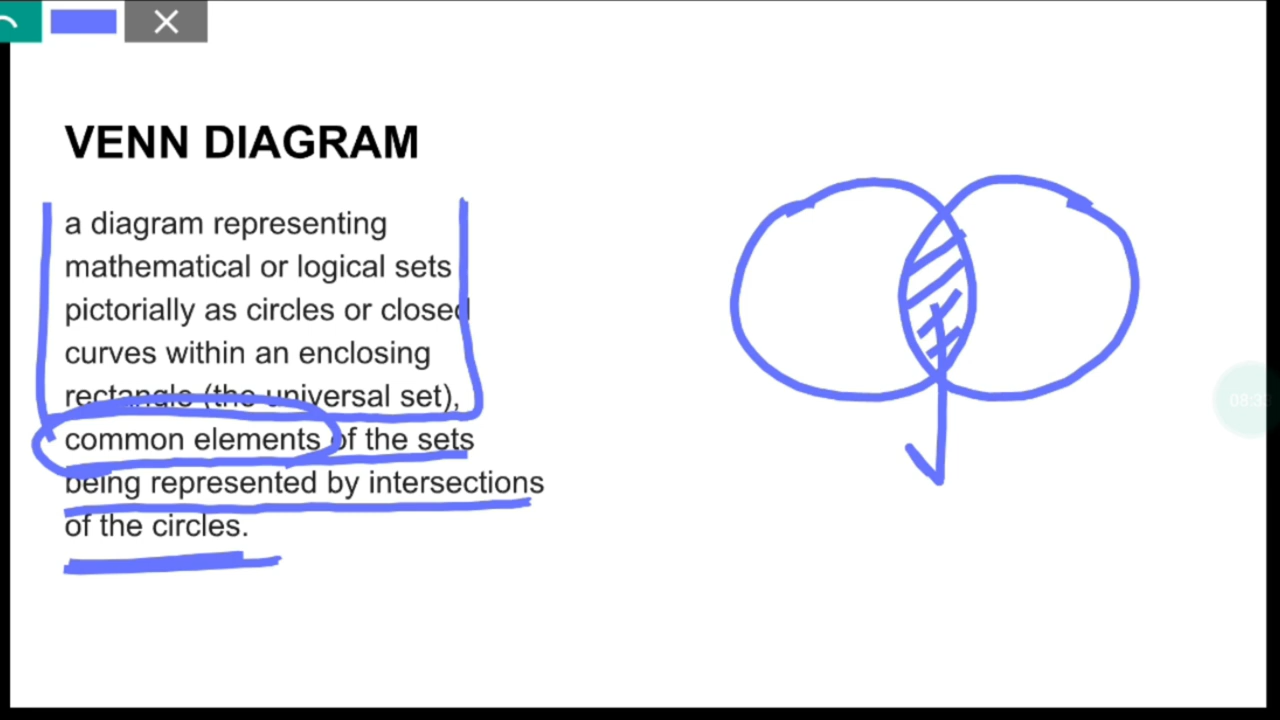 VENN DIAGRAM
a diagram representing
mathematical or logical sets
pictorially as circles or closed
curves within an enclosing
rectangle (the universal set),
common elements of the sets
being represented by intersections
of the circles.